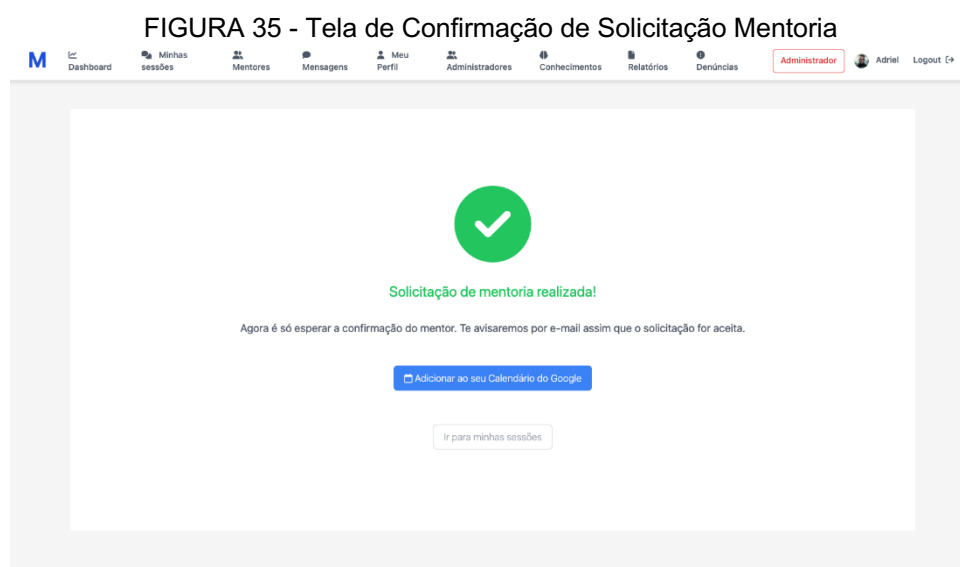 FIGURA 35 - Tela de Confirmação de Solicitação Mentoria
M
Dashboard
Minhas
sessões
Mentores
Mensagens
Meu
Perfil
Administradores
Conhecimentos
Relatórios
Denúncias
Administrador
Adriel
Logout
Solicitação de mentoria realizada!
Agora é só esperar a confirmação do mentor. Te avisaremos por e-mail assim que o solicitação for aceita.
Adicionar ao seu Calendário do Google
Ir para minhas sessões